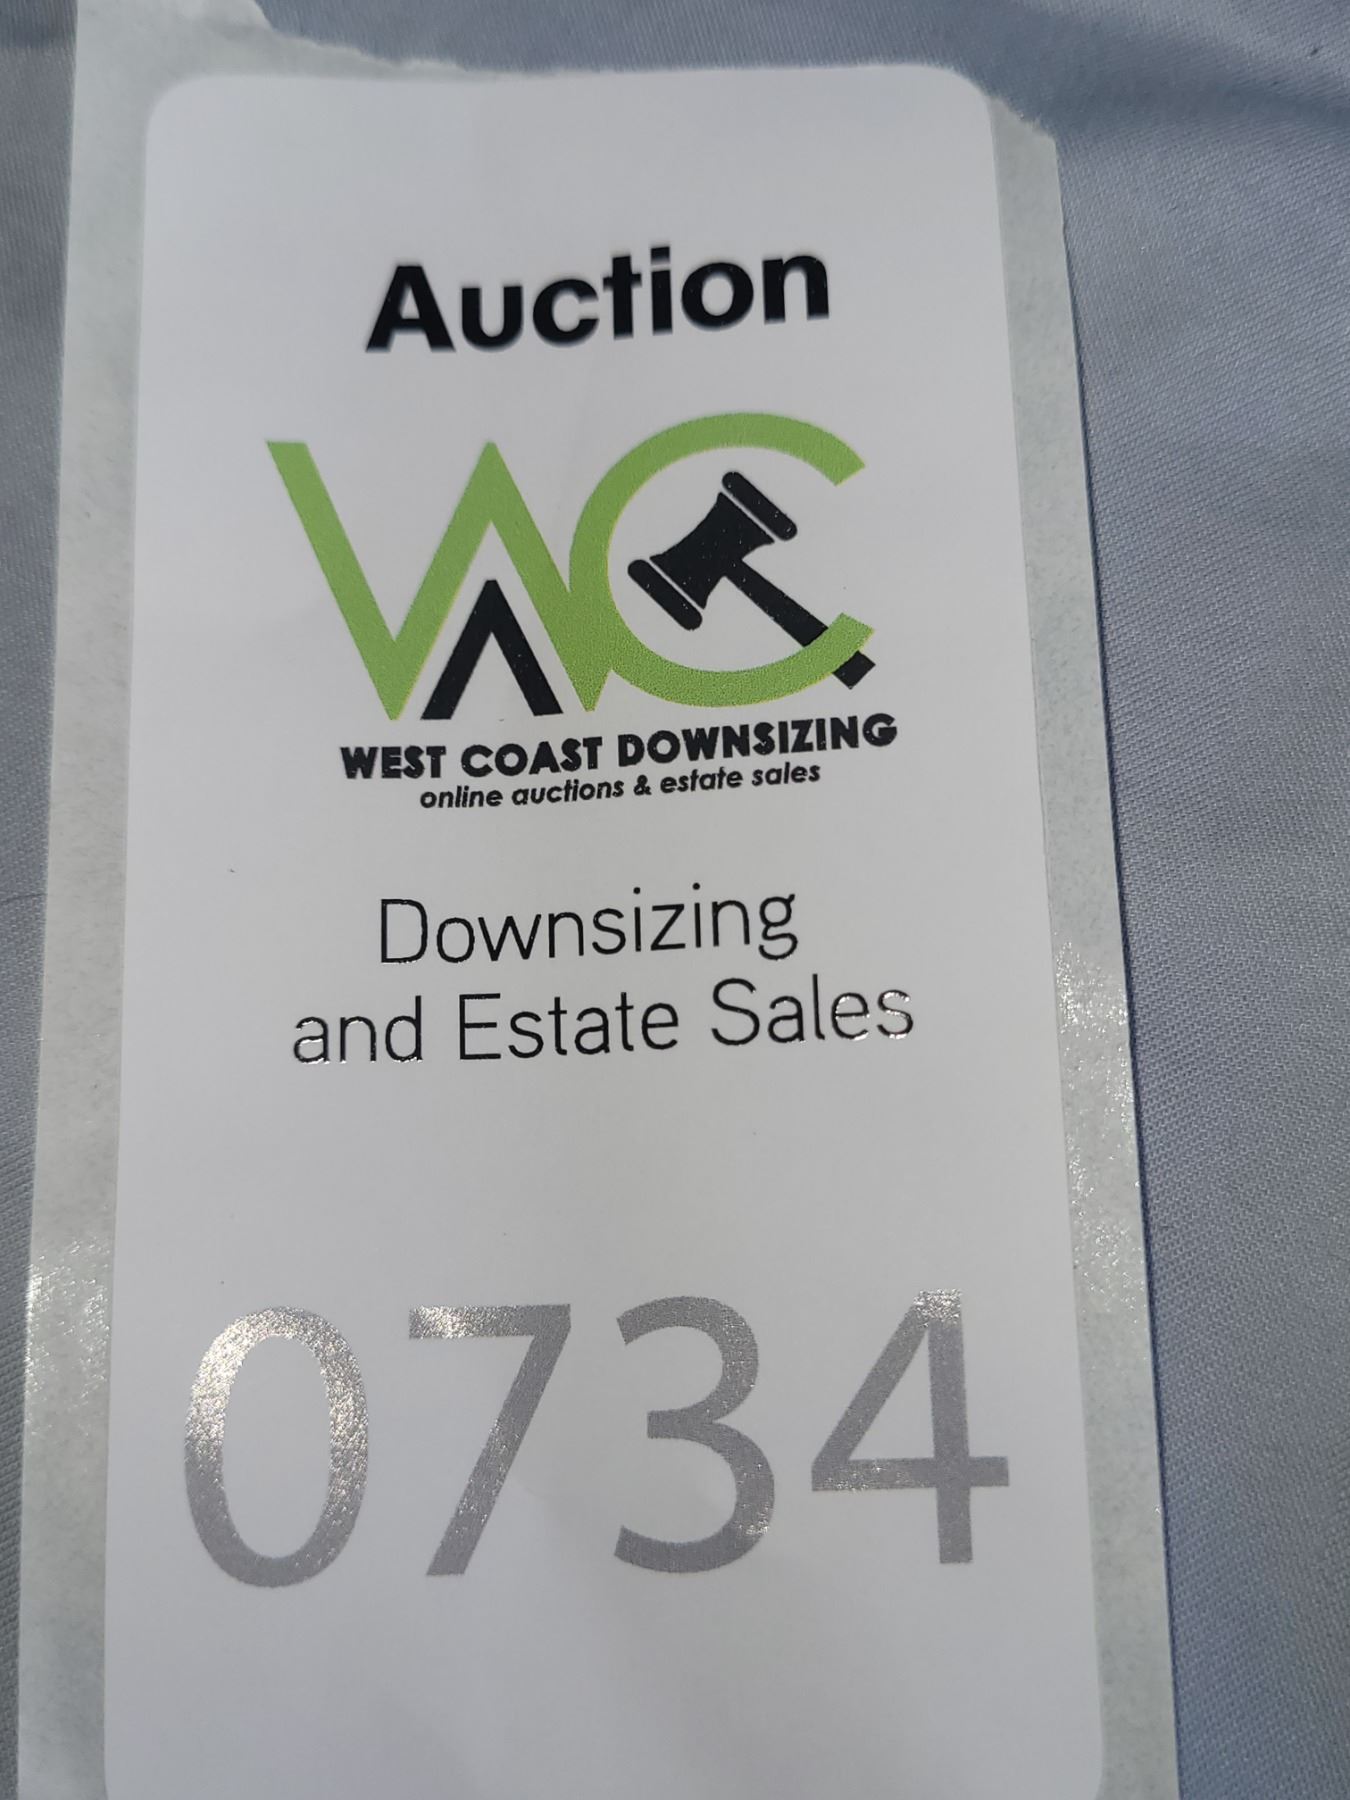 Auction
WC
WEST COAST DOWNSIZING
online auctions & estate sales
Downsizing
and Estate Sales
0734